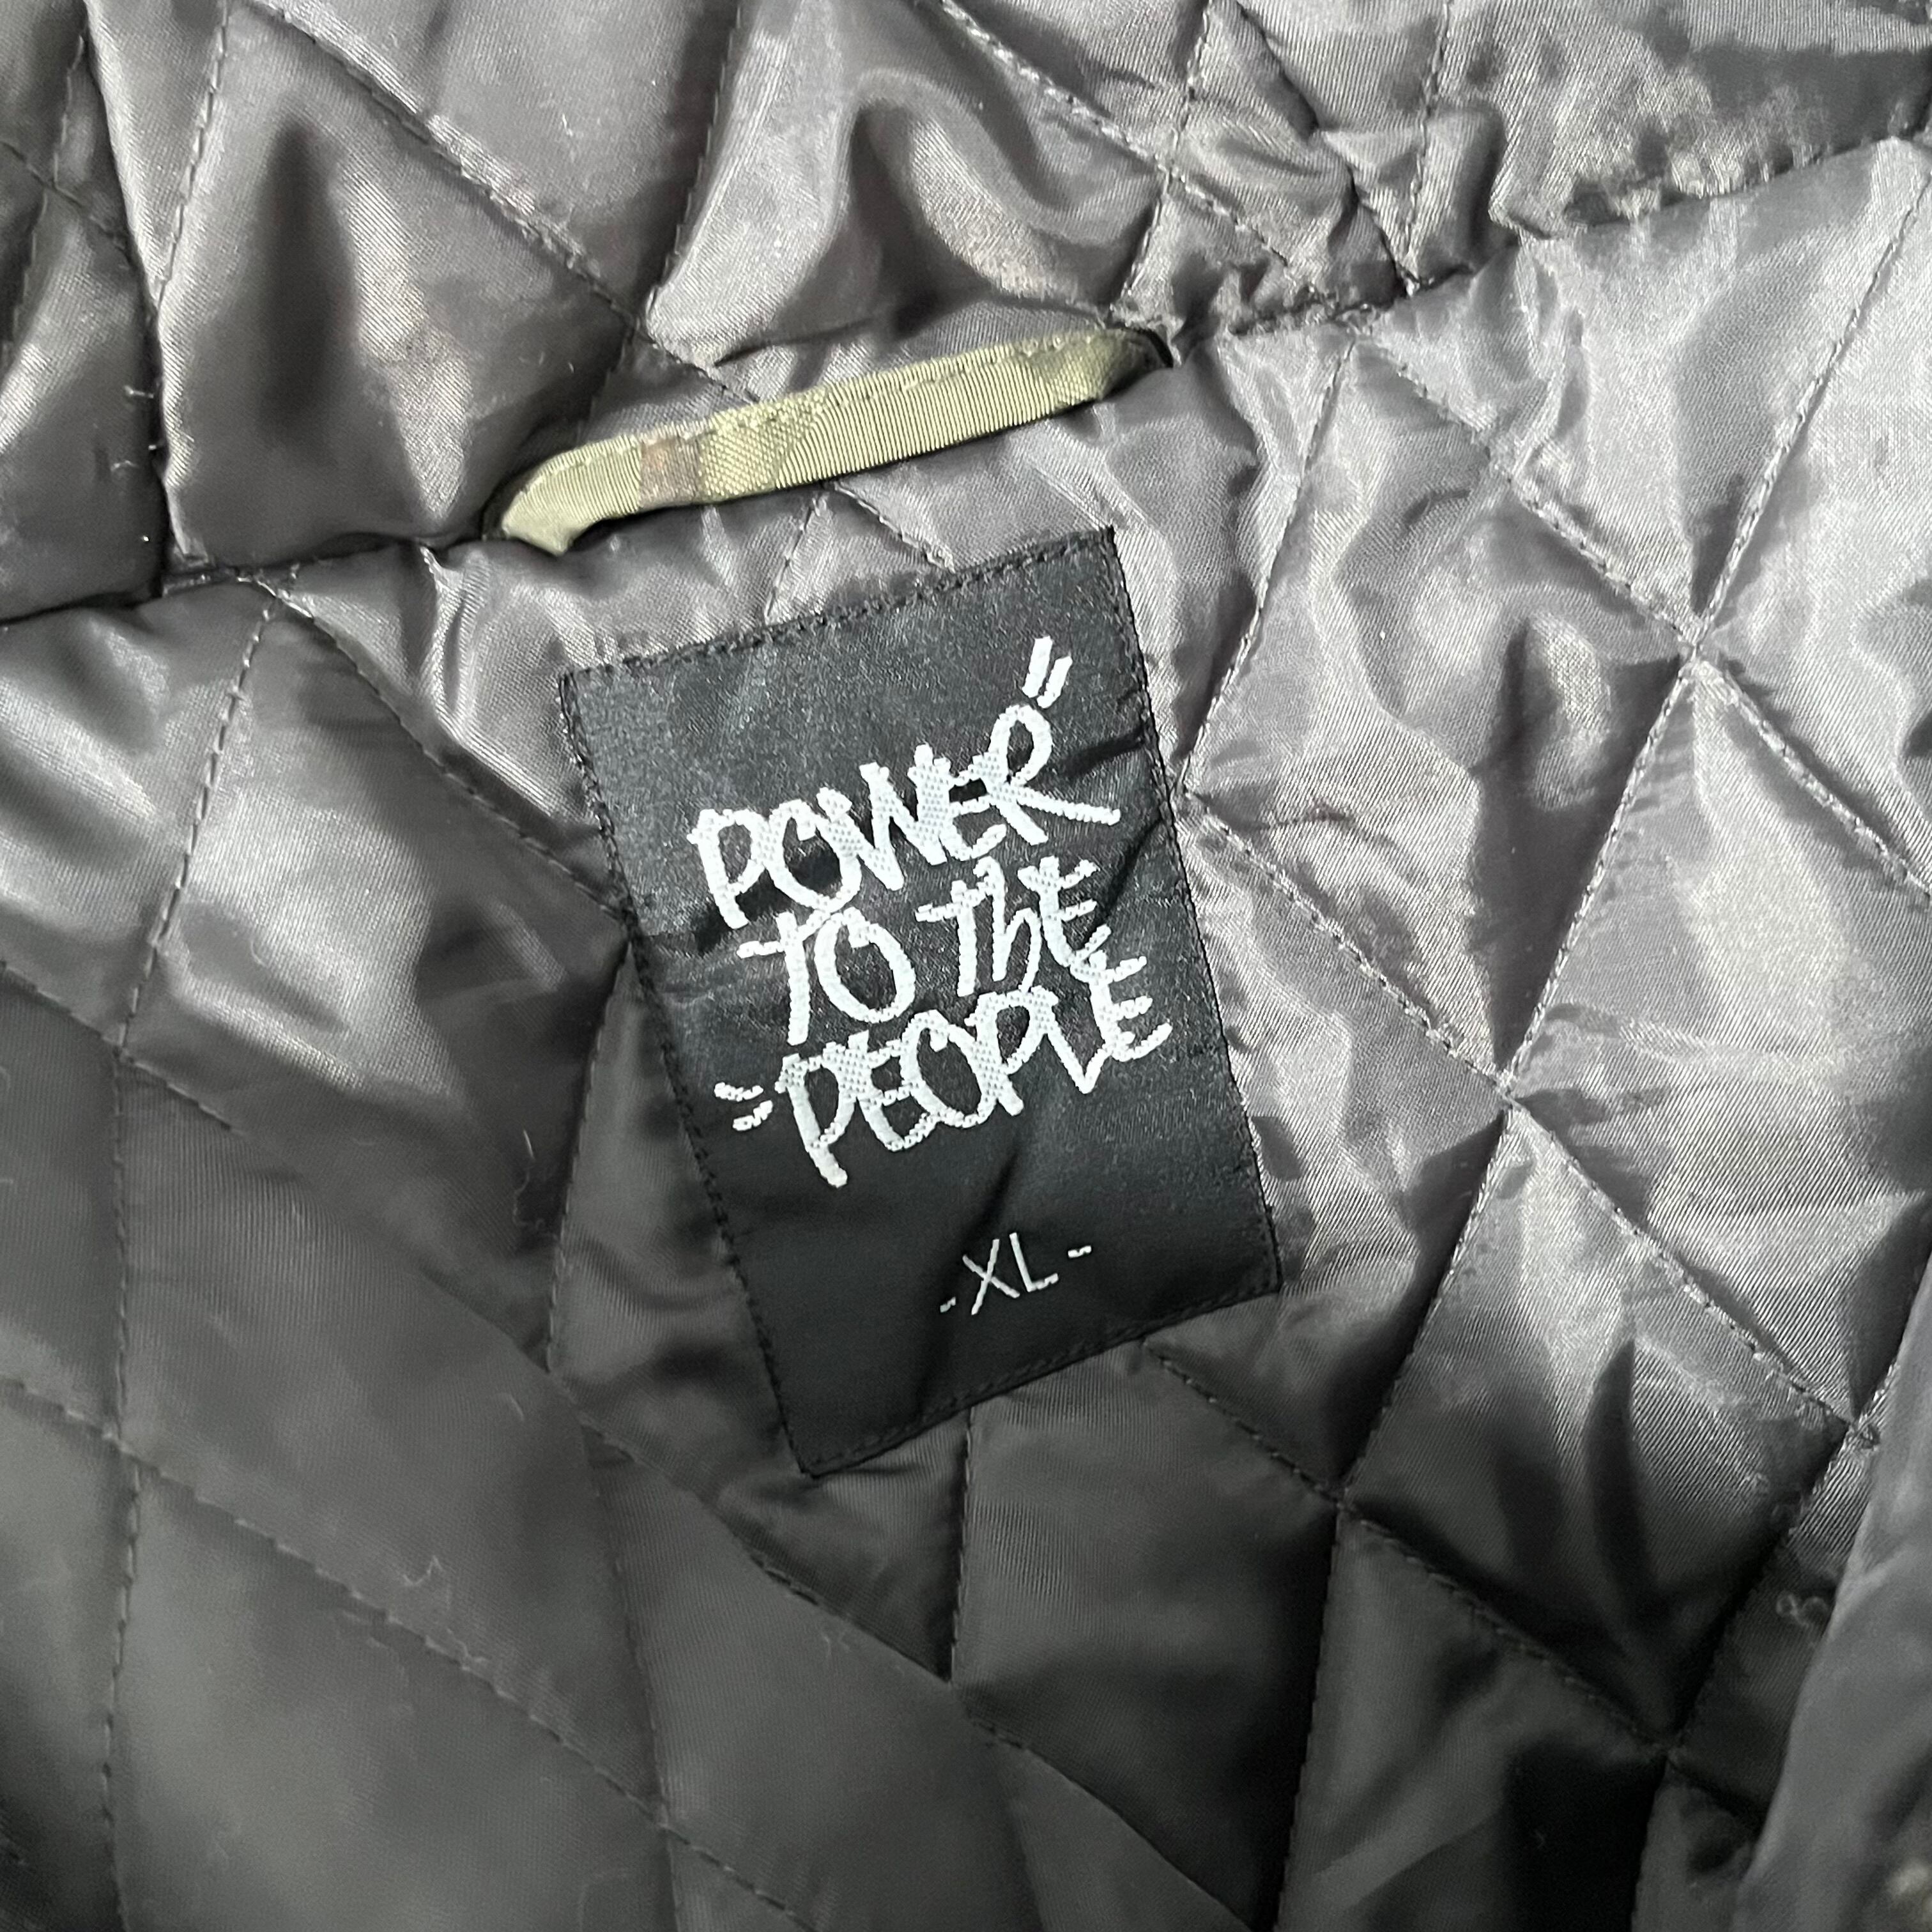 POWER
TO ThE
PEOPLE
-XL-